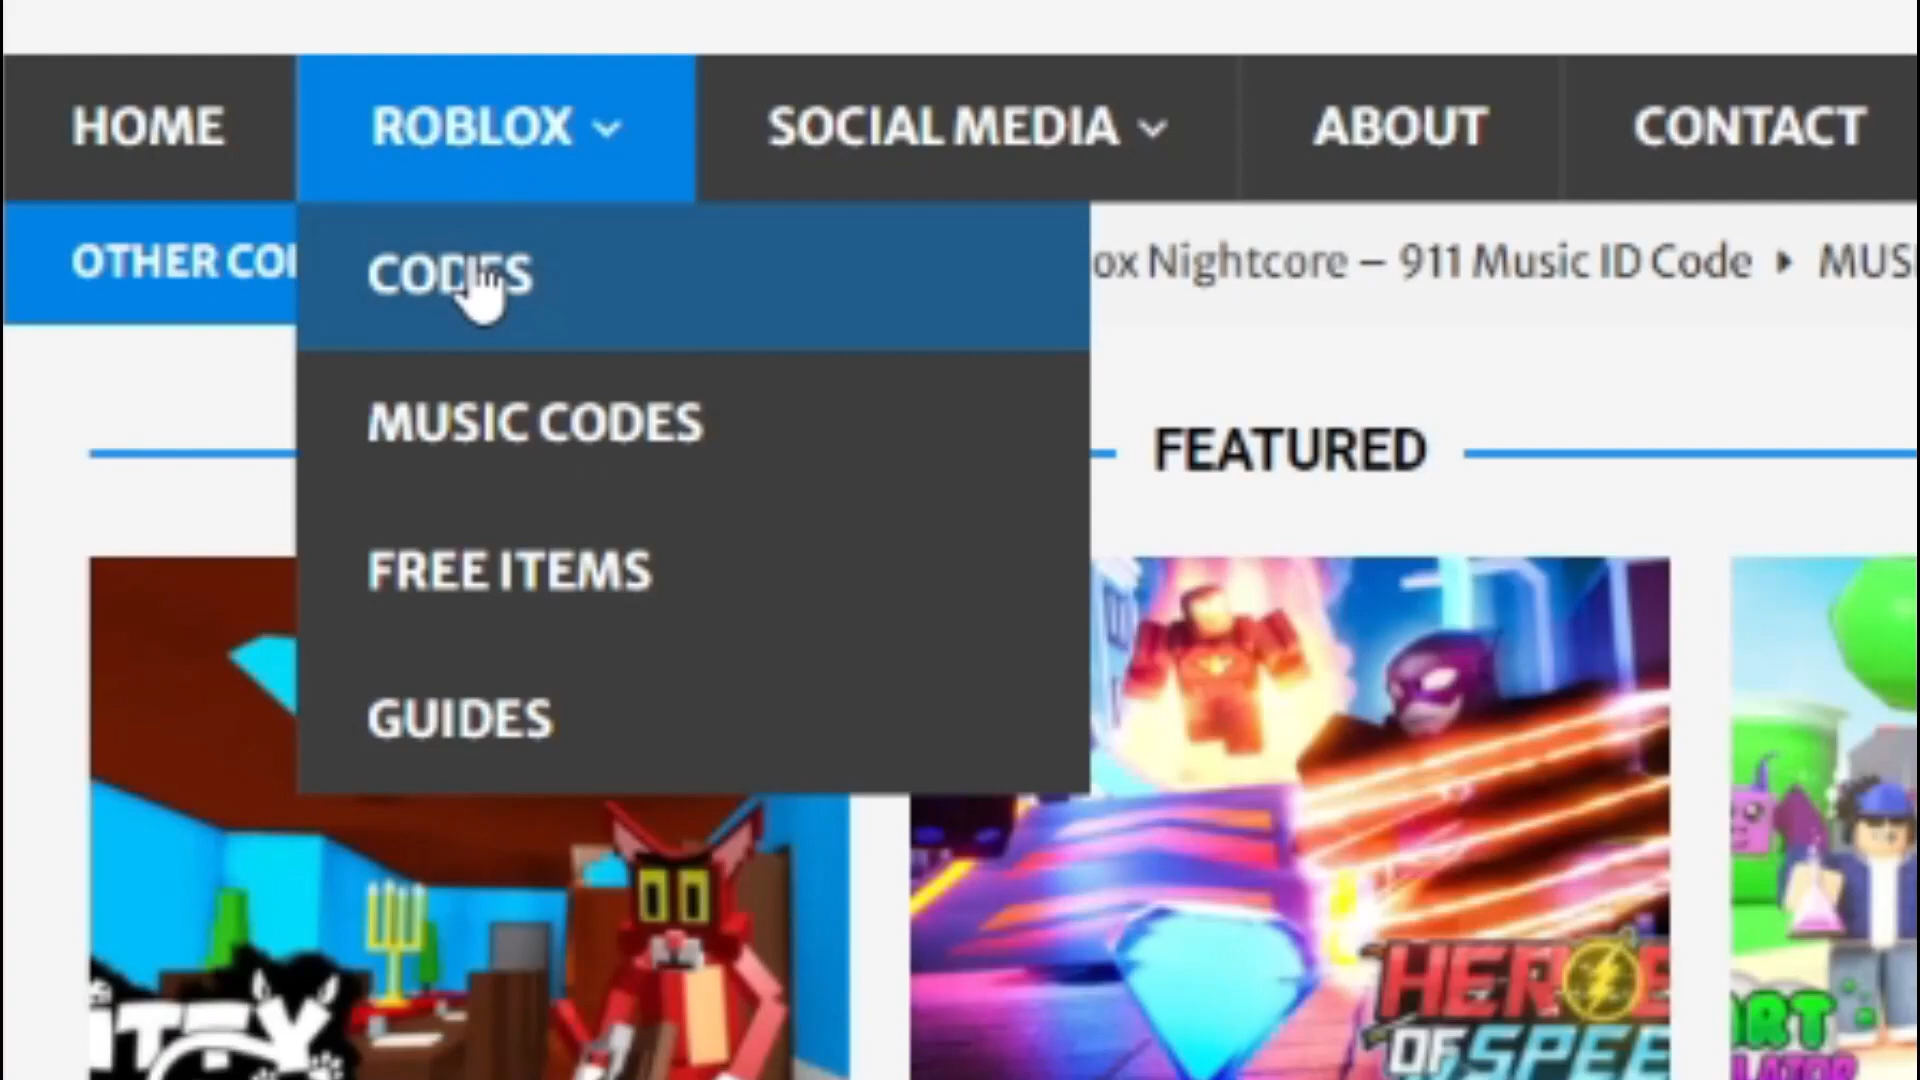 HOME ROBLOX SOCIAL MEDIA ABOUT CONTACT
OTHER CODES ox Nightcore – 911 Music ID Code MUS
MUSIC CODES
FEATURED
FREE ITEMS
GUIDES
HEROES
OF SPEE